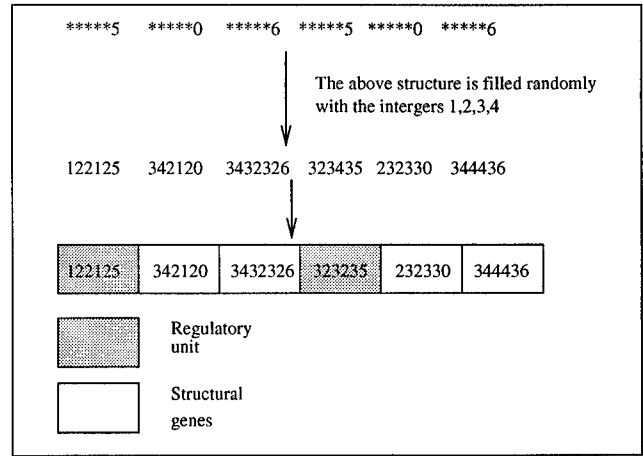 *****5 *****0 *****6 *****5 *****0 *****6
The above structure is filled randomly
with the intergers 1,2,3,4
122125 342120 3432326 323435 232330 344436
122125 342120 3432326 323235 232330 344436
Regulatory
unit
Structural
genes